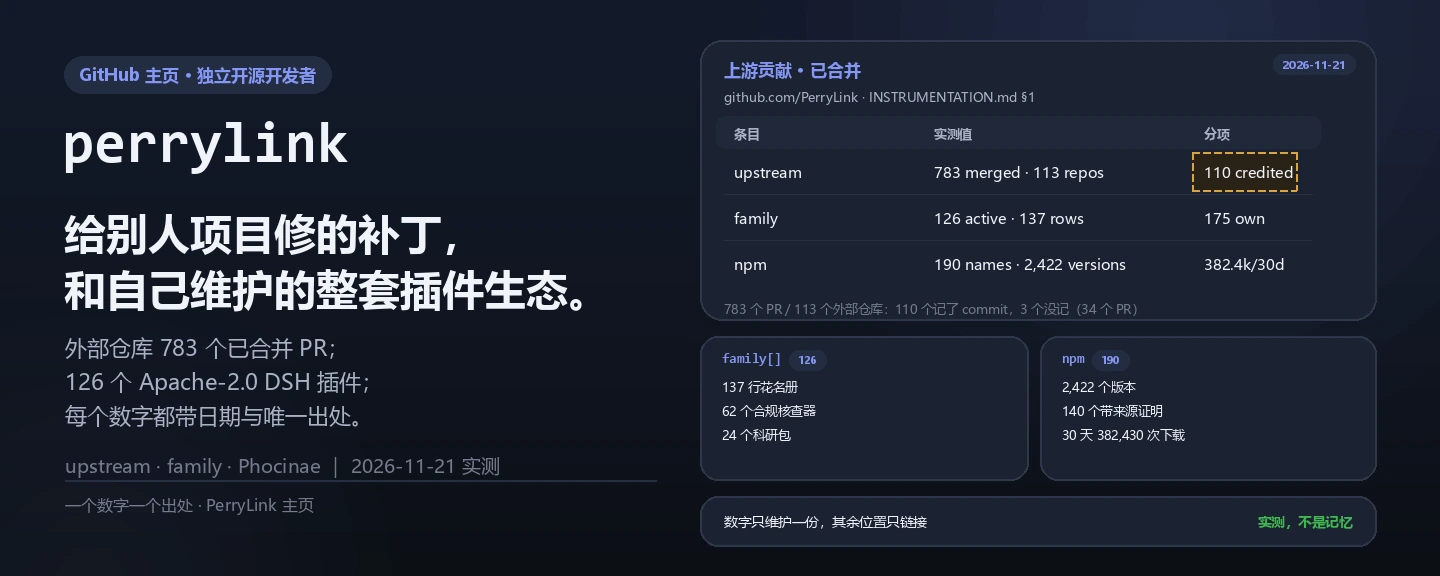 GitHub 主页 • 独立开源开发者
perrylink
给别人项目修的补丁，
和自己维护的整套插件生态。
外部仓库 783 个已合并 PR；
126 个 Apache-2.0 DSH 插件；
每个数字都带日期与唯一出处。
upstream · family · Phocinae ｜ 2026-11-21 实测
一个数字一个出处 · PerryLink 主页
上游贡献 • 已合并
2026-11-21
github.com/PerryLink · INSTRUMENTATION.md §1
条目 实测值 分项
upstream 783 merged · 113 repos 110 credited
family 126 active · 137 rows 175 own
npm 190 names · 2,422 versions 382.4k/30d
783 个 PR / 113 个外部仓库：110 个记了 commit，3 个没记（34 个 PR）
family[] 126
137 行花名册
62 个合规核查器
24 个科研包
npm 190
2,422 个版本
140 个带来源证明
30 天 382,430 次下载
数字只维护一份，其余位置只链接
实测，不是记忆